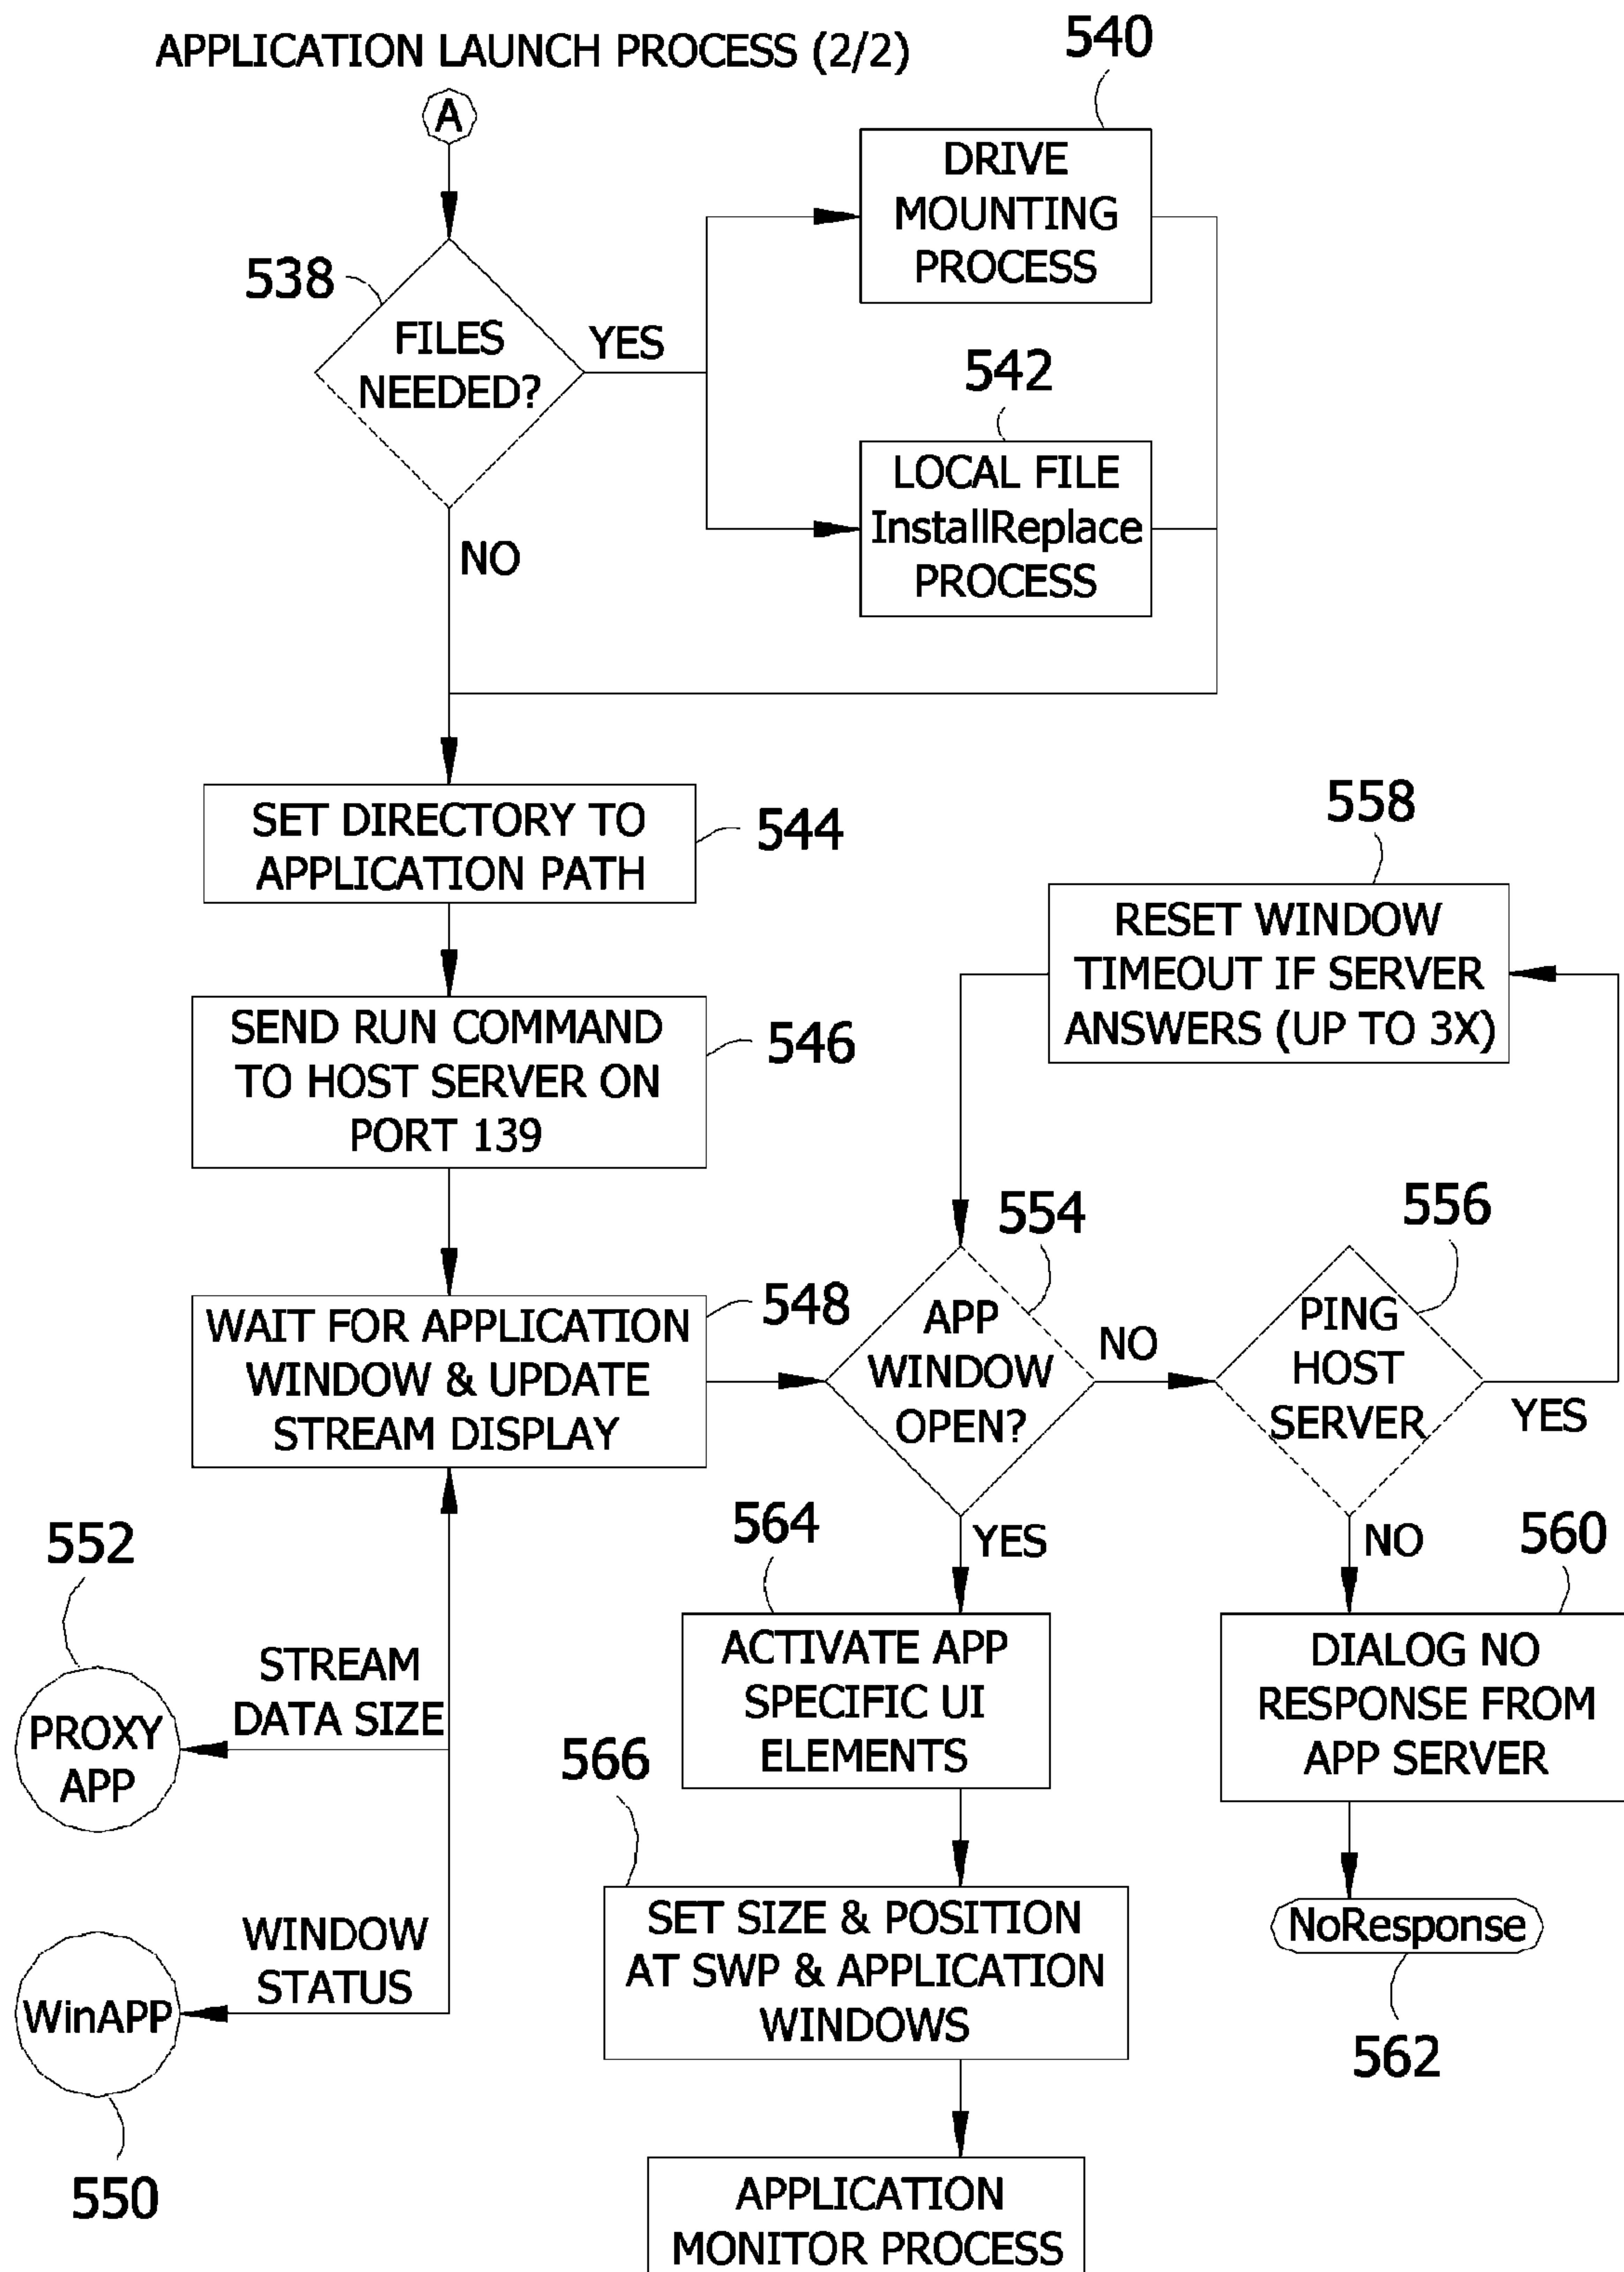 APPLICATION LAUNCH PROCESS (2/2)
540
A
DRIVE
MOUNTING
PROCESS
538
FILES
NEEDED?
YES
542
LOCAL FILE
InstallReplace
PROCESS
NO
SET DIRECTORY TO
APPLICATION PATH
544
558
RESET WINDOW
TIMEOUT IF SERVER
ANSWERS (UP TO 3X)
SEND RUN COMMAND
TO HOST SERVER ON
PORT 139
546
554
556
WAIT FOR APPLICATION
WINDOW & UPDATE
STREAM DISPLAY
548
APP
WINDOW
OPEN?
NO
PING
HOST
SERVER
YES
564
YES
NO
560
552
STREAM
DATA SIZE
PROXY
APP
ACTIVATE APP
SPECIFIC UI
ELEMENTS
DIALOG NO
RESPONSE FROM
APP SERVER
566
WINDOW
STATUS
WinAPP
550
SET SIZE & POSITION
AT SWP & APPLICATION
WINDOWS
NoResponse
562
APPLICATION
MONITOR PROCESS